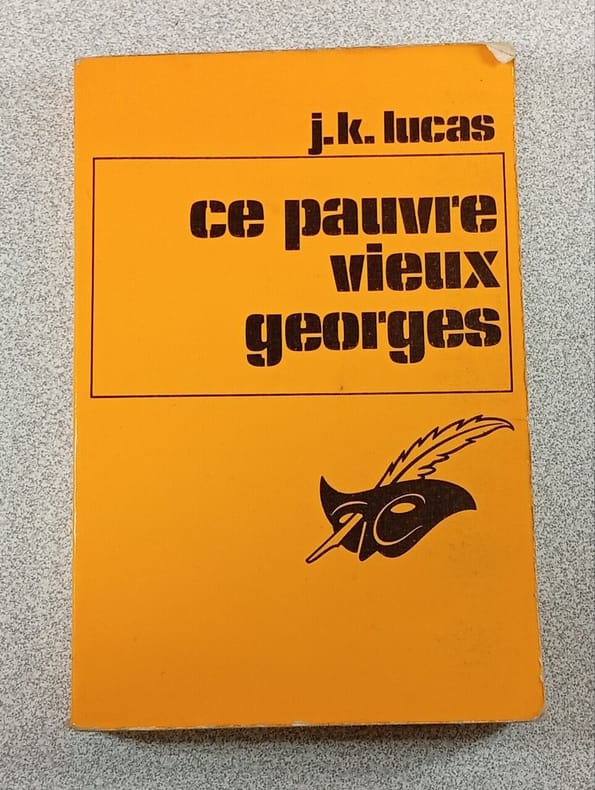 j.k. lucas
ce pauvre
vieux
georges